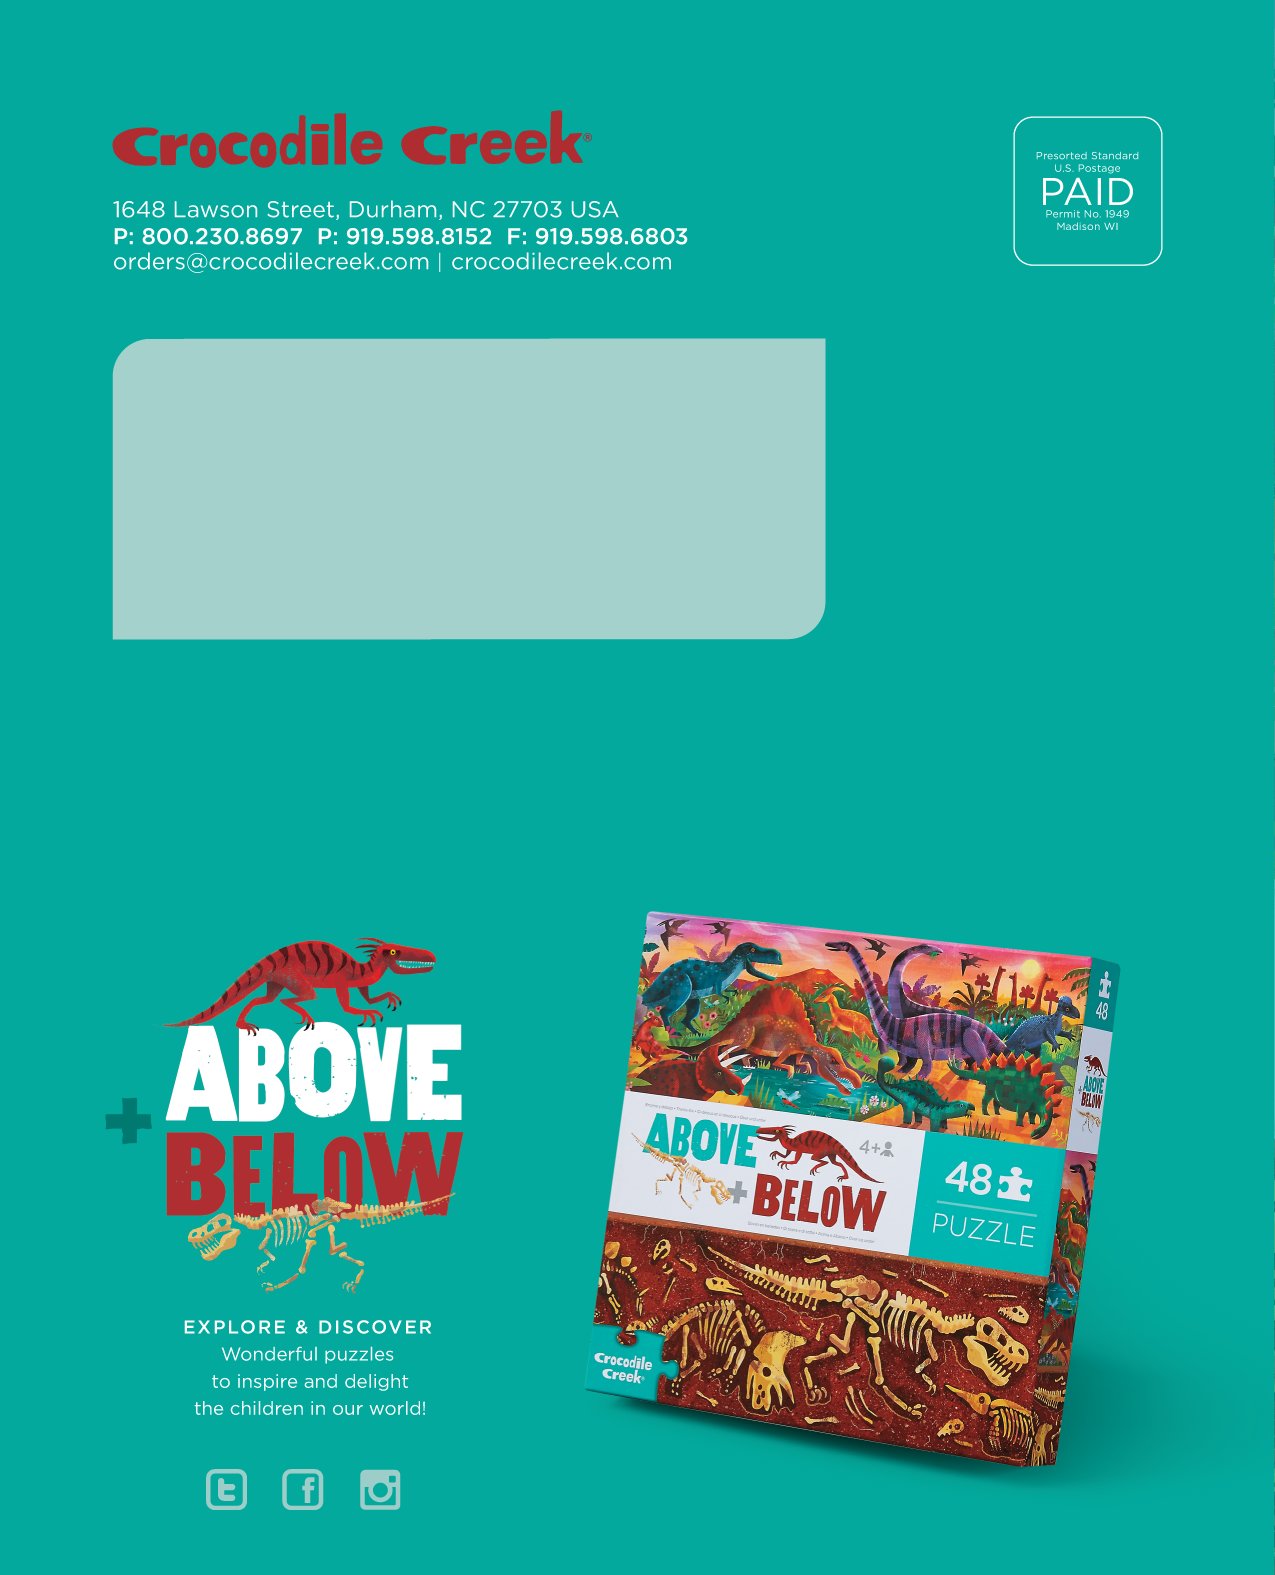 Crocodile Creek®
1648 Lawson Street, Durham, NC 27703 USA
P: 800.230.8697 P: 919.598.8152 F: 919.598.6803
orders@crocodilecreek.com | crocodilecreek.com
Presorted Standard
U.S. Postage
PAID
Permit No. 1949
Madison WI
+ ABOVE
BELOW
EXPLORE & DISCOVER
Wonderful puzzles
to inspire and delight
the children in our world!
ABOVE
+ BELOW
4+
48
PUZZLE
Crocodile
Creek®
48
ABOVE
+ BELOW